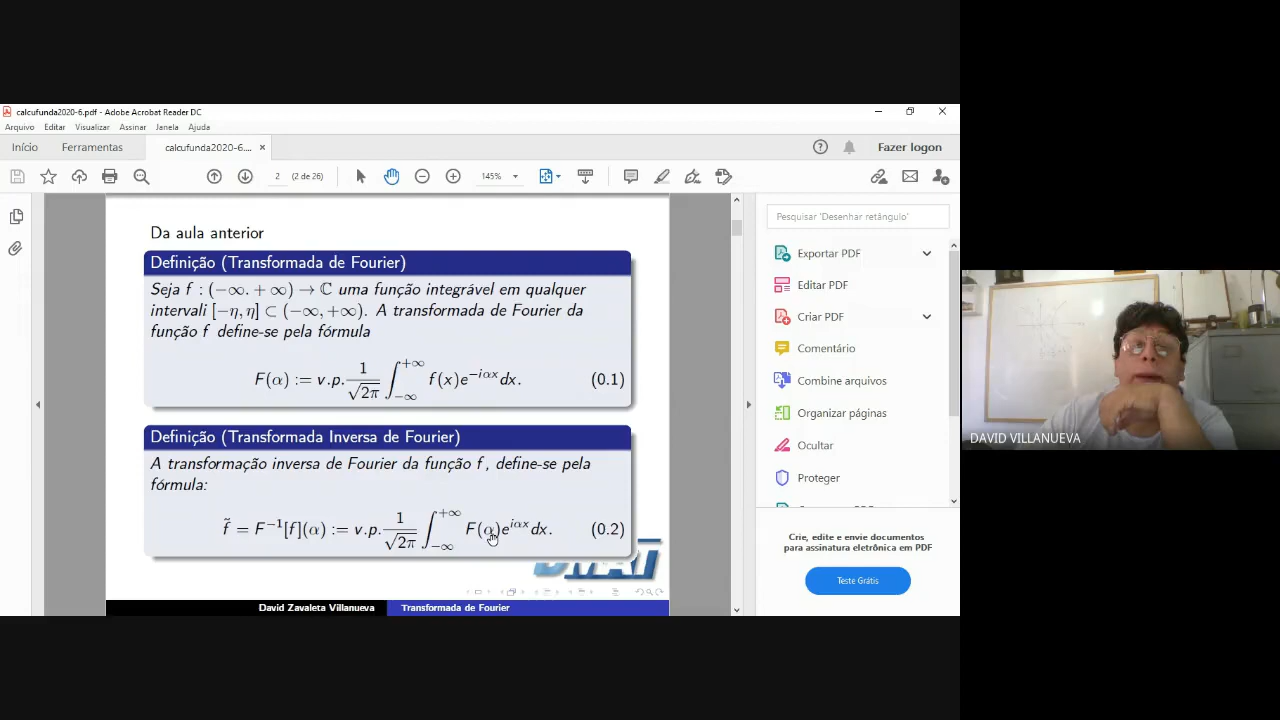 calcufunda2020-6.pdf - Adobe Acrobat Reader DC
Arquivo Editar Visualizar Assinar Janela Ajuda
Início Ferramentas calcufunda2020-6.... × Fazer logon
2 (2 de 26) 145%
Da aula anterior
Definição (Transformada de Fourier)
Seja f : (−∞. + ∞) → ℂ uma função integrável em qualquer
intervali [−η, η] ⊂ (−∞, +∞). A transformada de Fourier da
função f define-se pela fórmula
F(α) := v.p. 1/√2π ∫_{−∞}^{+∞} f(x)e^{−iαx}dx. (0.1)
Definição (Transformada Inversa de Fourier)
A transformação inversa de Fourier da função f, define-se pela
fórmula:
f̃ = F⁻¹[f](α) := v.p. 1/√2π ∫_{−∞}^{+∞} F(α)e^{iαx}dx. (0.2)
DMAT
David Zavaleta Villanueva Transformada de Fourier
Pesquisar 'Desenhar retângulo'
Exportar PDF
Editar PDF
Criar PDF
Comentário
Combine arquivos
Organizar páginas
Ocultar
Proteger
Crie, edite e envie documentos
para assinatura eletrônica em PDF
Teste Grátis
DAVID VILLANUEVA